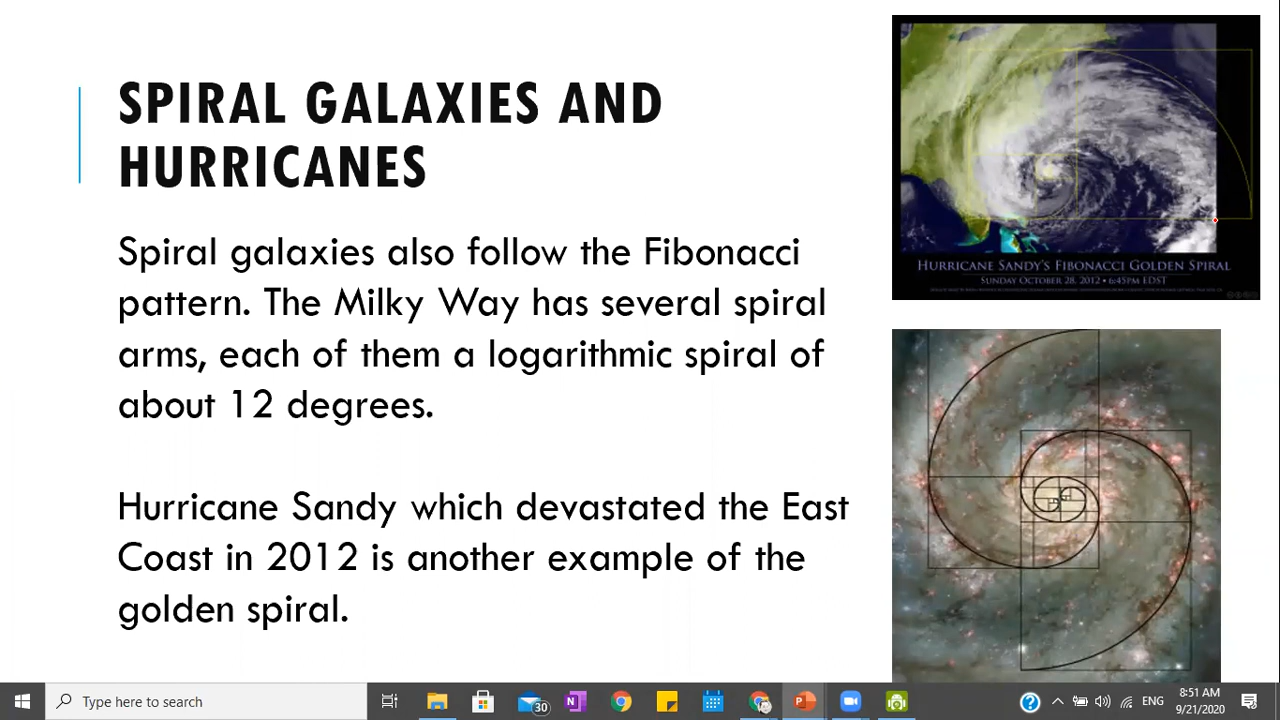 SPIRAL GALAXIES AND
HURRICANES
Spiral galaxies also follow the Fibonacci
pattern. The Milky Way has several spiral
arms, each of them a logarithmic spiral of
about 12 degrees.
Hurricane Sandy which devastated the East
Coast in 2012 is another example of the
golden spiral.
HURRICANE SANDY'S FIBONACCI GOLDEN SPIRAL
SUNDAY OCTOBER 28, 2012 • 6:45PM EDST
Type here to search
30
ENG
8:51 AM
9/21/2020